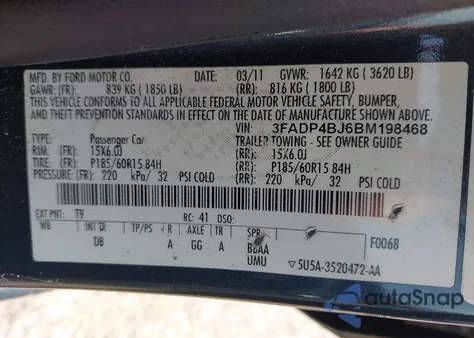 MFD. BY FORD MOTOR CO. DATE: 03/11 GVWR: 1642 KG ( 3620 LB)
GAWR: (FR): 839 KG ( 1850 LB) (RR): 816 KG ( 1800 LB)
THIS VEHICLE CONFORMS TO ALL APPLICABLE FEDERAL MOTOR VEHICLE SAFETY, BUMPER,
AND THEFT PREVENTION STANDARDS IN EFFECT ON THE DATE OF MANUFACTURE SHOWN ABOVE.
VIN: 3FADP4BJ6BM198468
TYPE: Passenger Car TRAILER TOWING - SEE OWNER GUIDE
RIM: (FR): 15X6.0J (RR): 15X6.0J
TIRE: (FR): P185/60R15 84H (RR): P185/60R15 84H
PRESSURE: (FR): 220 kPa/ 32 PSI COLD (RR): 220 kPa/ 32 PSI COLD
EXT PNT: T9 RC: 41 DSO: F0068
WB INT TR TP/PS R AXLE TR SPR
DB A GG A BBAA
UMU 5U5A-3520472-AA
autoSnap